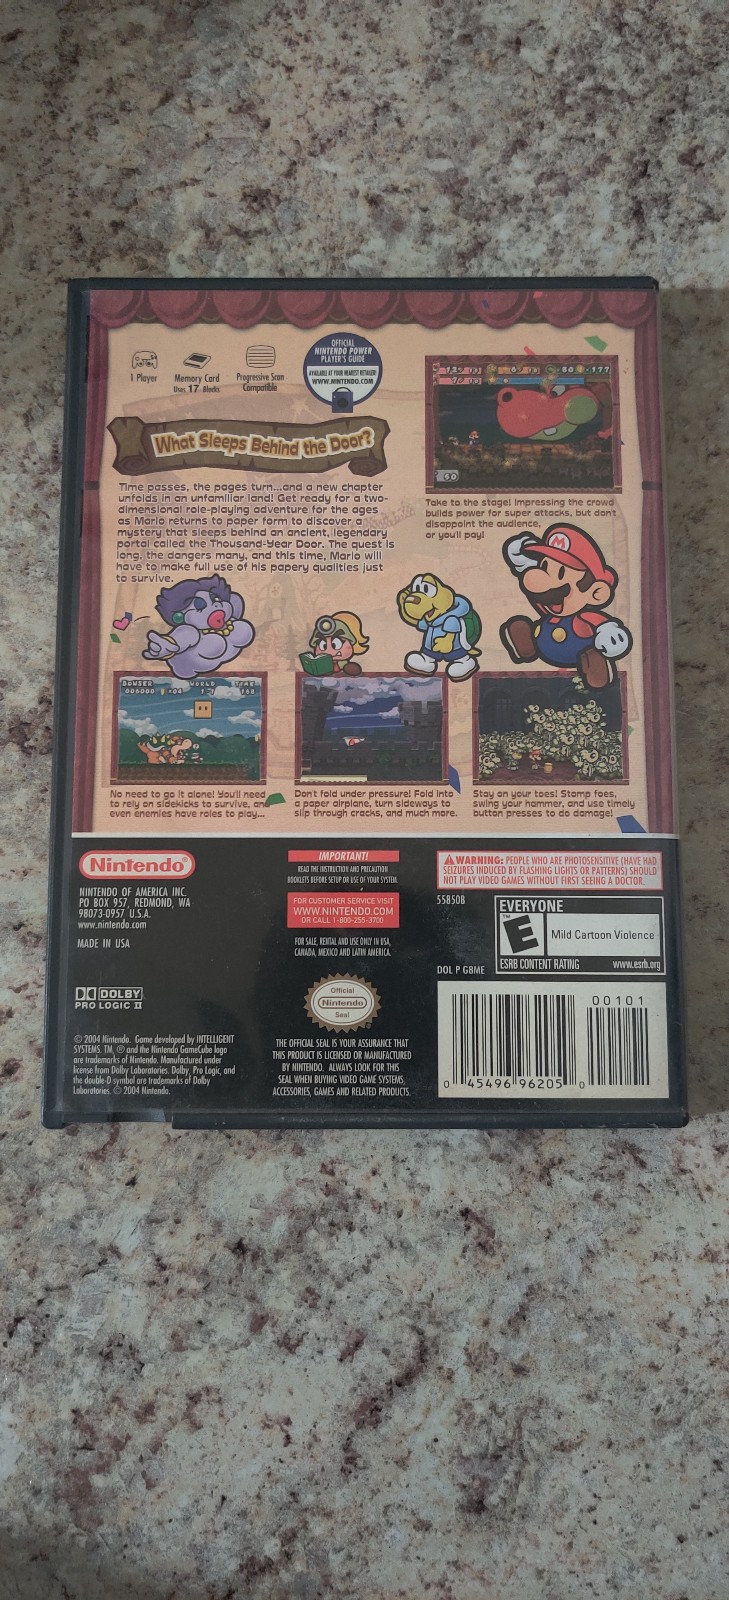 1 Player
Memory Card
Uses 17 Blocks
Progressive Scan
Compatible
OFFICIAL
NINTENDO POWER
PLAYER'S GUIDE
AVAILABLE AT YOUR NEAREST RETAILER!
WWW.NINTENDO.COM
What Sleeps Behind the Door?
Time passes, the pages turn...and a new chapter
unfolds in an unfamiliar land! Get ready for a two-
dimensional role-playing adventure for the ages
as Mario returns to paper form to discover a
mystery that sleeps behind an ancient, legendary
portal called the Thousand-Year Door. The quest is
long, the dangers many, and this time, Mario will
have to make full use of his papery qualities just
to survive.
Take to the stage! Impressing the crowd
builds power for super attacks, but don't
disappoint the audience,
or you'll pay!
M
BOWSER WORLD TIME
No need to go it alone! You'll need
to rely on sidekicks to survive, and
even enemies have roles to play...
Don't fold under pressure! Fold into
a paper airplane, turn sideways to
slip through cracks, and much more.
Stay on your toes! Stomp foes,
swing your hammer, and use timely
button presses to do damage!
Nintendo®
NINTENDO OF AMERICA INC.
PO BOX 957, REDMOND, WA
98073-0957 U.S.A.
www.nintendo.com
MADE IN USA
DOLBY
PRO LOGIC II
© 2004 Nintendo. Game developed by INTELLIGENT
SYSTEMS. TM, ® and the Nintendo GameCube logo
are trademarks of Nintendo. Manufactured under
license from Dolby Laboratories. Dolby, Pro Logic, and
the double-D symbol are trademarks of Dolby
Laboratories. © 2004 Nintendo.
IMPORTANT!
READ THE INSTRUCTION AND PRECAUTION
BOOKLETS BEFORE SETUP OR USE OF YOUR SYSTEM.
FOR CUSTOMER SERVICE VISIT
WWW.NINTENDO.COM
OR CALL 1-800-255-3700
FOR SALE, RENTAL AND USE ONLY IN USA,
CANADA, MEXICO AND LATIN AMERICA.
Official
Nintendo
Seal
THE OFFICIAL SEAL IS YOUR ASSURANCE THAT
THIS PRODUCT IS LICENSED OR MANUFACTURED
BY NINTENDO. ALWAYS LOOK FOR THIS
SEAL WHEN BUYING VIDEO GAME SYSTEMS,
ACCESSORIES, GAMES AND RELATED PRODUCTS.
WARNING: PEOPLE WHO ARE PHOTOSENSITIVE (HAVE HAD
SEIZURES INDUCED BY FLASHING LIGHTS OR PATTERNS) SHOULD
NOT PLAY VIDEO GAMES WITHOUT FIRST SEEING A DOCTOR.
55850B
EVERYONE
E
TM
Mild Cartoon Violence
ESRB CONTENT RATING www.esrb.org
DOL P G8ME
00101
0 45496 96205 0